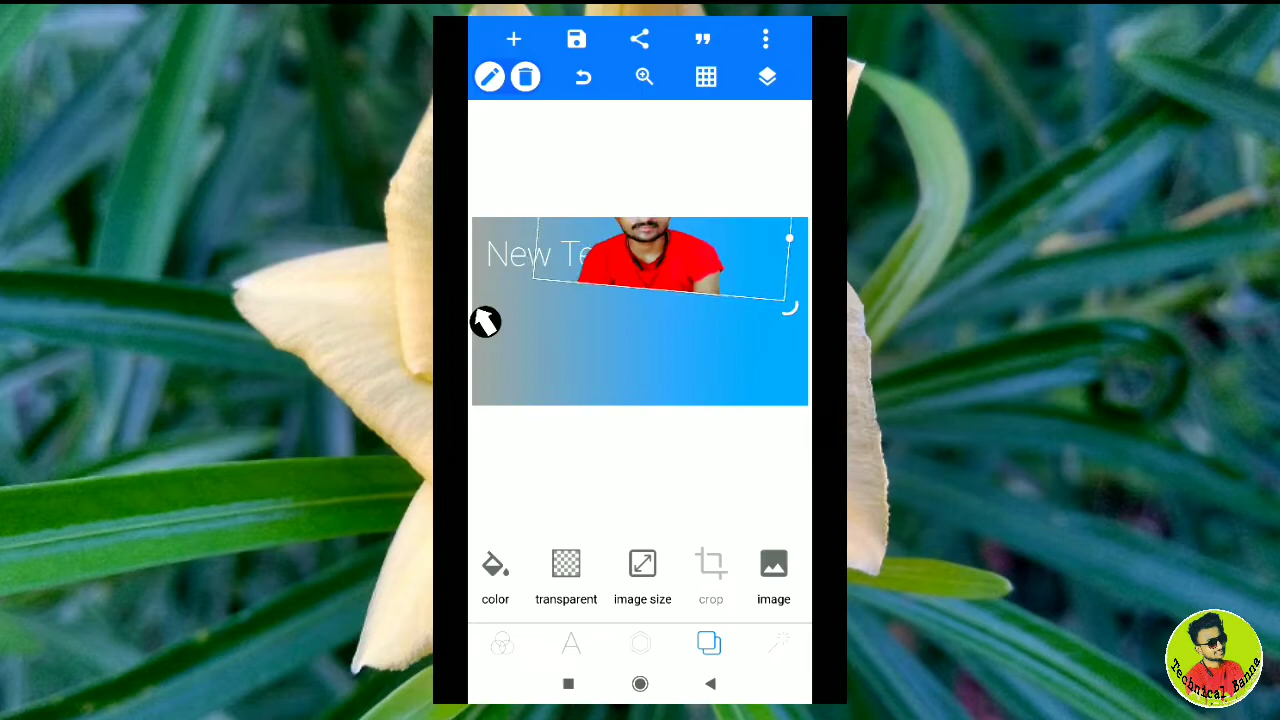 New Te
color
transparent
image size
crop
image
A
Technical Banna